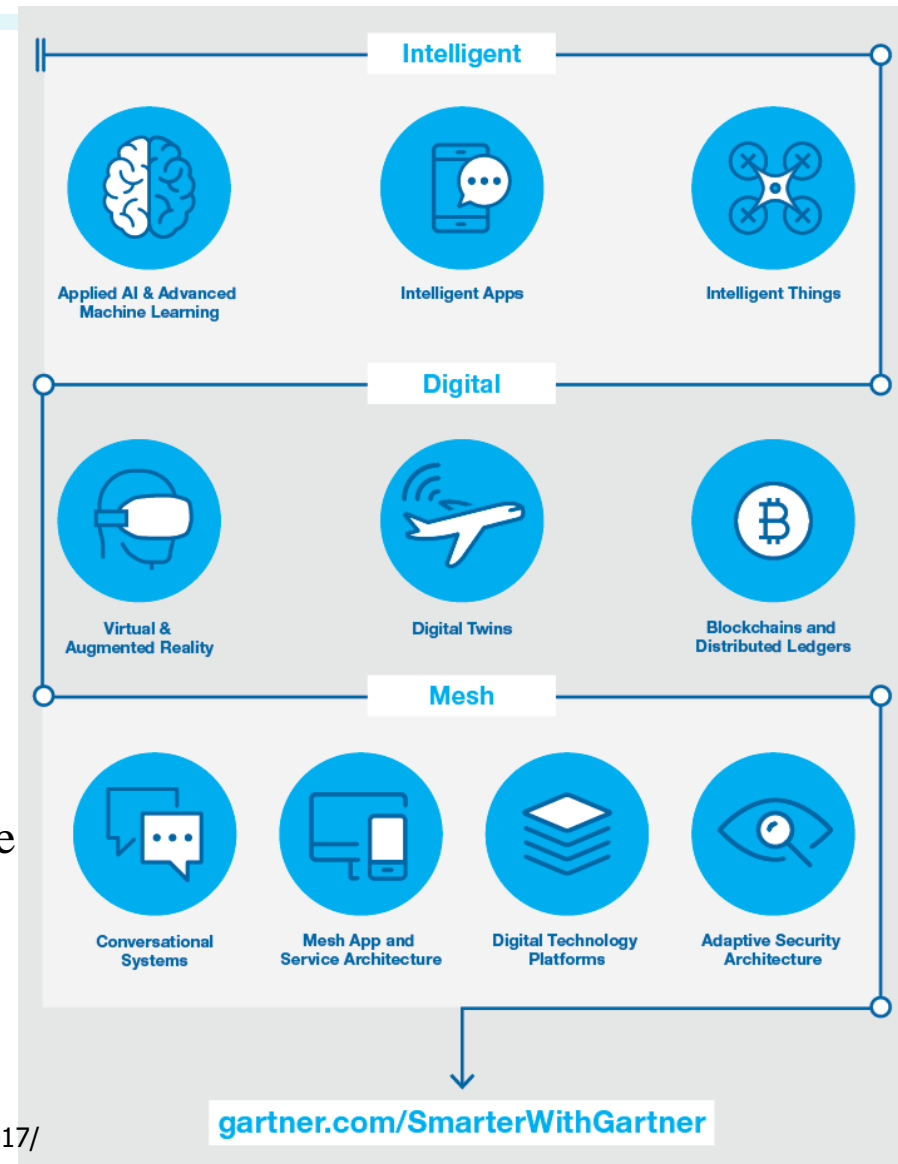 Intelligent
Applied AI & Advanced
Machine Learning
Intelligent Apps
Intelligent Things
Digital
Virtual &
Augmented Reality
Digital Twins
Blockchains and
Distributed Ledgers
Mesh
e
Conversational
Systems
Mesh App and
Service Architecture
Digital Technology
Platforms
Adaptive Security
Architecture
gartner.com/SmarterWithGartner
17/